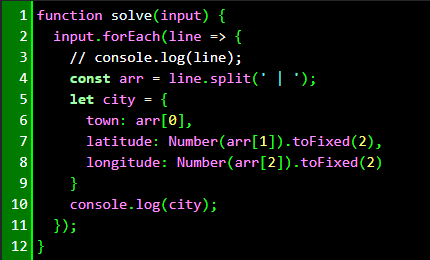 1 function solve(input) {
2   input.forEach(line => {
3     // console.log(line);
4     const arr = line.split(' | ');
5     let city = {
6       town: arr[0],
7       latitude: Number(arr[1]).toFixed(2),
8       longitude: Number(arr[2]).toFixed(2)
9     }
10     console.log(city);
11   });
12 }